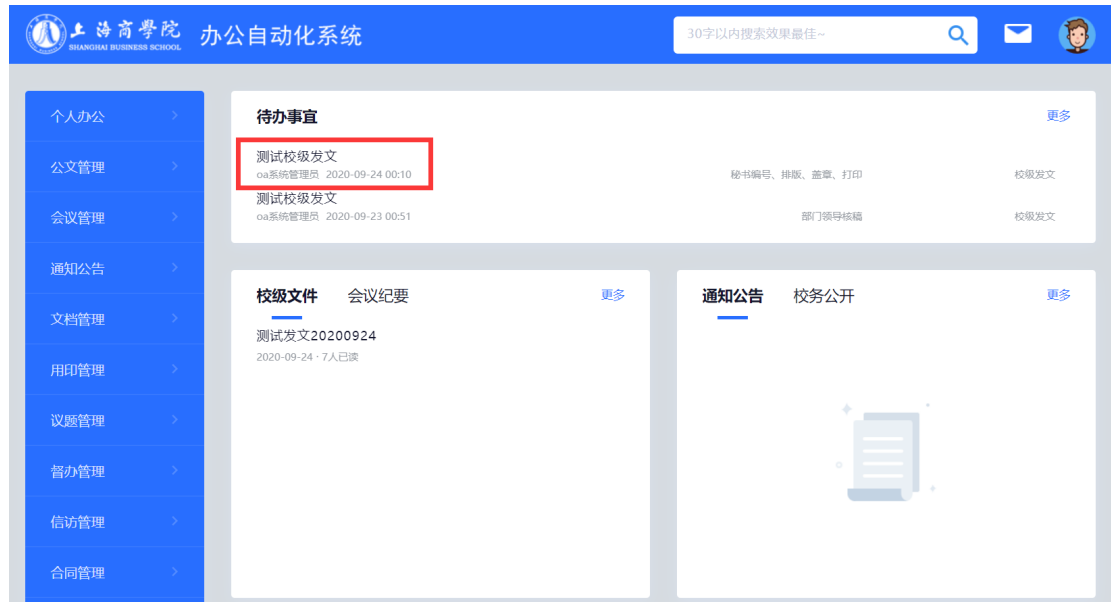 上海商學院
SHANGHAI BUSINESS SCHOOL
办公自动化系统
30字以内搜索效果最佳~
个人办公
公文管理
会议管理
通知公告
文档管理
用印管理
议题管理
督办管理
信访管理
合同管理
待办事宜 更多
测试校级发文
oa系统管理员 2020-09-24 00:10 秘书编号、排版、盖章、打印 校级发文
测试校级发文
oa系统管理员 2020-09-23 00:51 部门领导核稿 校级发文
校级文件 会议纪要 更多
测试发文20200924
2020-09-24 · 7人已读
通知公告 校务公开 更多